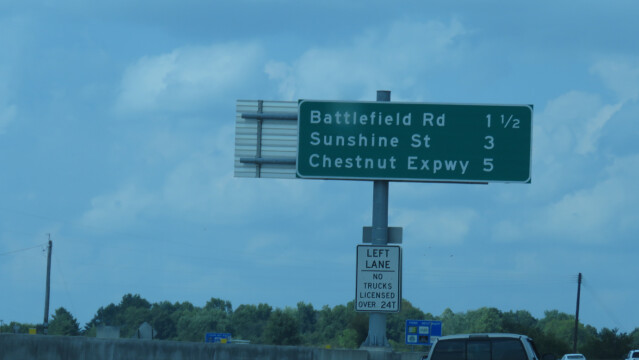 Battlefield Rd 1 1/2
Sunshine St 3
Chestnut Expwy 5
LEFT
LANE
NO
TRUCKS
LICENSED
OVER 24T